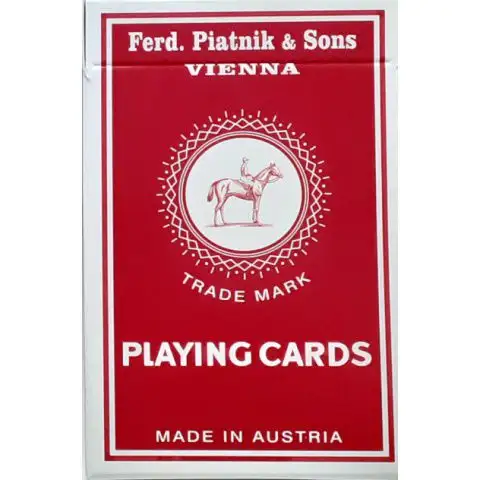 Ferd. Piatnik & Sons
VIENNA
TRADE MARK
PLAYING CARDS
MADE IN AUSTRIA